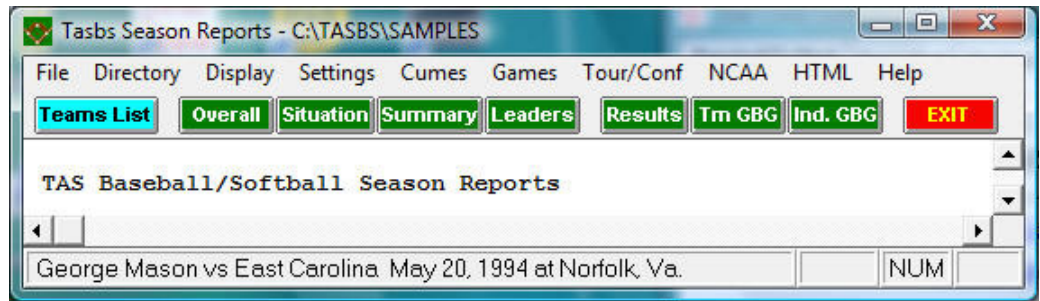 Tasbs Season Reports - C:\TASBS\SAMPLES
File Directory Display Settings Cumes Games Tour/Conf NCAA HTML Help
Teams List Overall Situation Summary Leaders Results Tm GBG Ind. GBG EXIT
TAS Baseball/Softball Season Reports
George Mason vs East Carolina May 20, 1994 at Norfolk, Va. NUM